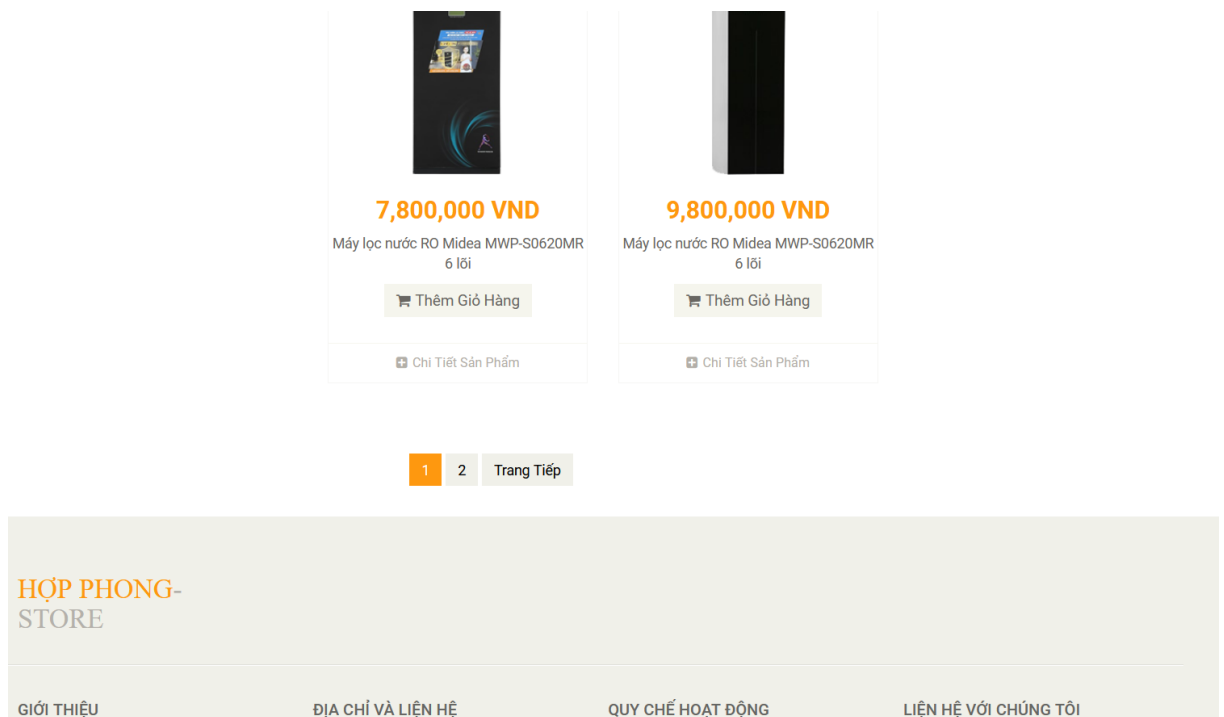 7,800,000 VND
9,800,000 VND
Máy lọc nước RO Midea MWP-S0620MR
6 lõi
Máy lọc nước RO Midea MWP-S0620MR
6 lõi
Thêm Giỏ Hàng
Thêm Giỏ Hàng
Chi Tiết Sản Phẩm
Chi Tiết Sản Phẩm
1
2
Trang Tiếp
HỢP PHONG-
STORE
GIỚI THIỆU
ĐỊA CHỈ VÀ LIÊN HỆ
QUY CHẾ HOẠT ĐỘNG
LIÊN HỆ VỚI CHÚNG TÔI